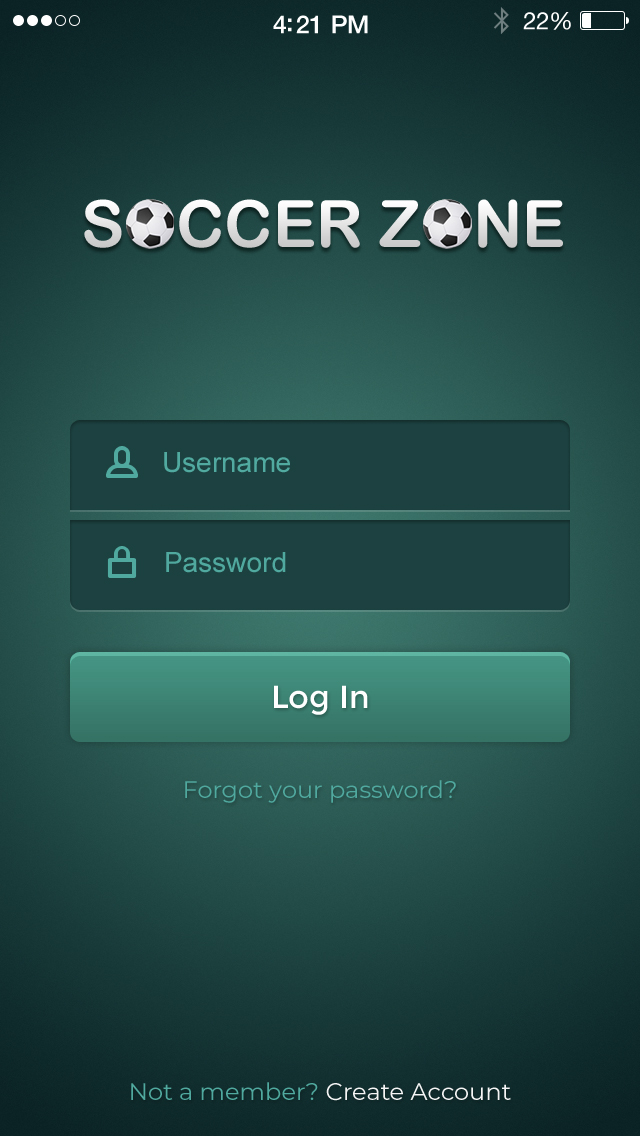 4:21 PM 22%
SOCCER ZONE
Username
Password
Log In
Forgot your password?
Not a member? Create Account